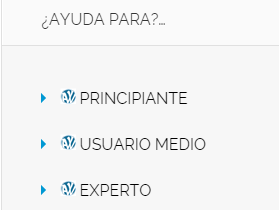 ¿AYUDA PARA?...
PRINCIPIANTE
USUARIO MEDIO
EXPERTO